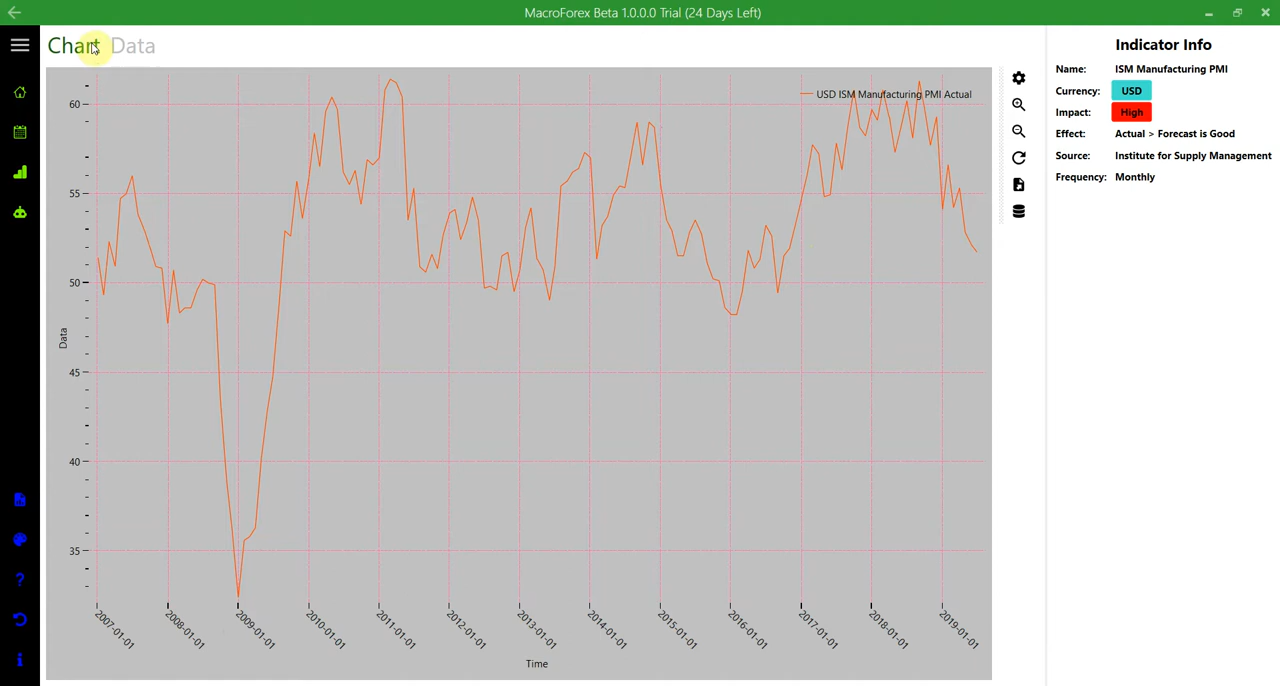 MacroForex Beta 1.0.0.0 Trial (24 Days Left)
Chart Data
USD ISM Manufacturing PMI Actual
60
55
50
45
40
35
Data
2007-01-01
2008-01-01
2009-01-01
2010-01-01
2011-01-01
2012-01-01
2013-01-01
2014-01-01
2015-01-01
2016-01-01
2017-01-01
2018-01-01
2019-01-01
Time
Indicator Info
Name: ISM Manufacturing PMI
Currency: USD
Impact: High
Effect: Actual > Forecast is Good
Source: Institute for Supply Management
Frequency: Monthly